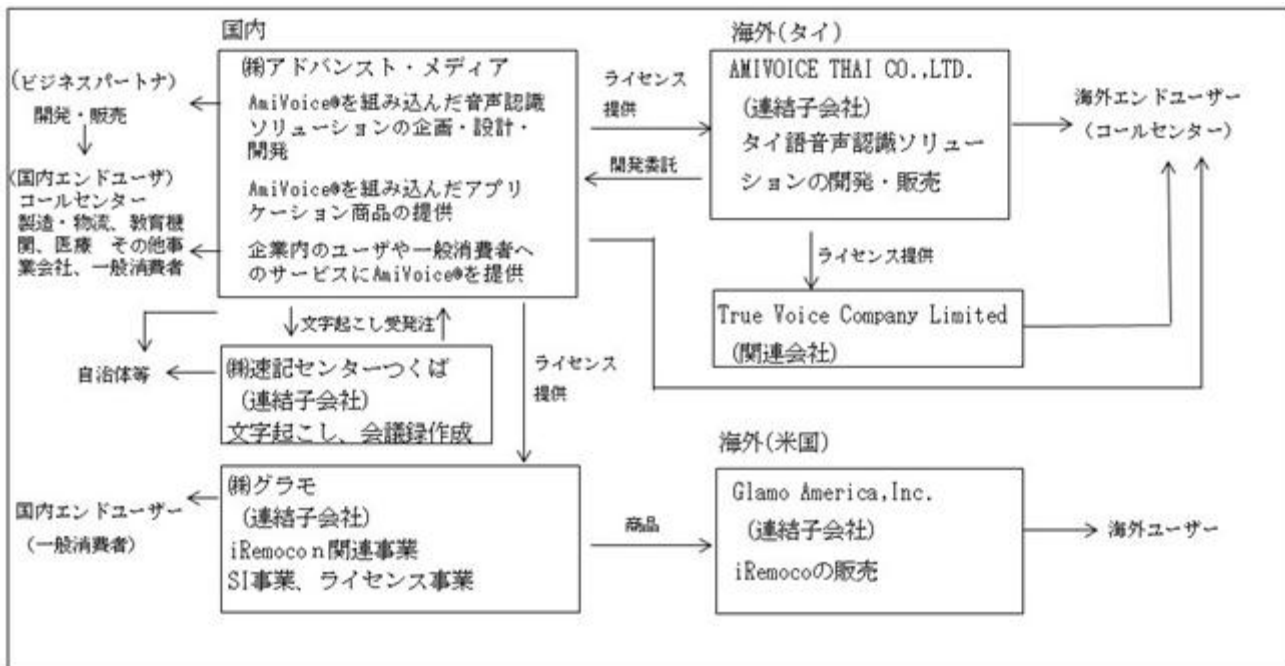 国内
㈱アドバンスト・メディア
AmiVoice®を組み込んだ音声認識
ソリューションの企画・設計・
開発
AmiVoice®を組み込んだアプリ
ケーション商品の提供
企業内のユーザや一般消費者へ
のサービスにAmiVoice®を提供
(ビジネスパートナ)
開発・販売
(国内エンドユーザ)
コールセンター
製造・物流、教育機
関、医療 その他事
業会社、一般消費者
ライセンス
提供
開発委託
海外(タイ)
AMIVOICE THAI CO.,LTD.
(連結子会社)
タイ語音声認識ソリュー
ションの開発・販売
海外エンドユーザー
(コールセンター)
ライセンス提供
True Voice Company Limited
(関連会社)
文字起こし受発注
自治体等
㈱速記センターつくば
(連結子会社)
文字起こし、会議録作成
ライセンス
提供
㈱グラモ
(連結子会社)
iRemocon関連事業
SI事業、ライセンス事業
国内エンドユーザー
(一般消費者)
商品
海外(米国)
Glamo America,Inc.
(連結子会社)
iRemocoの販売
海外ユーザー